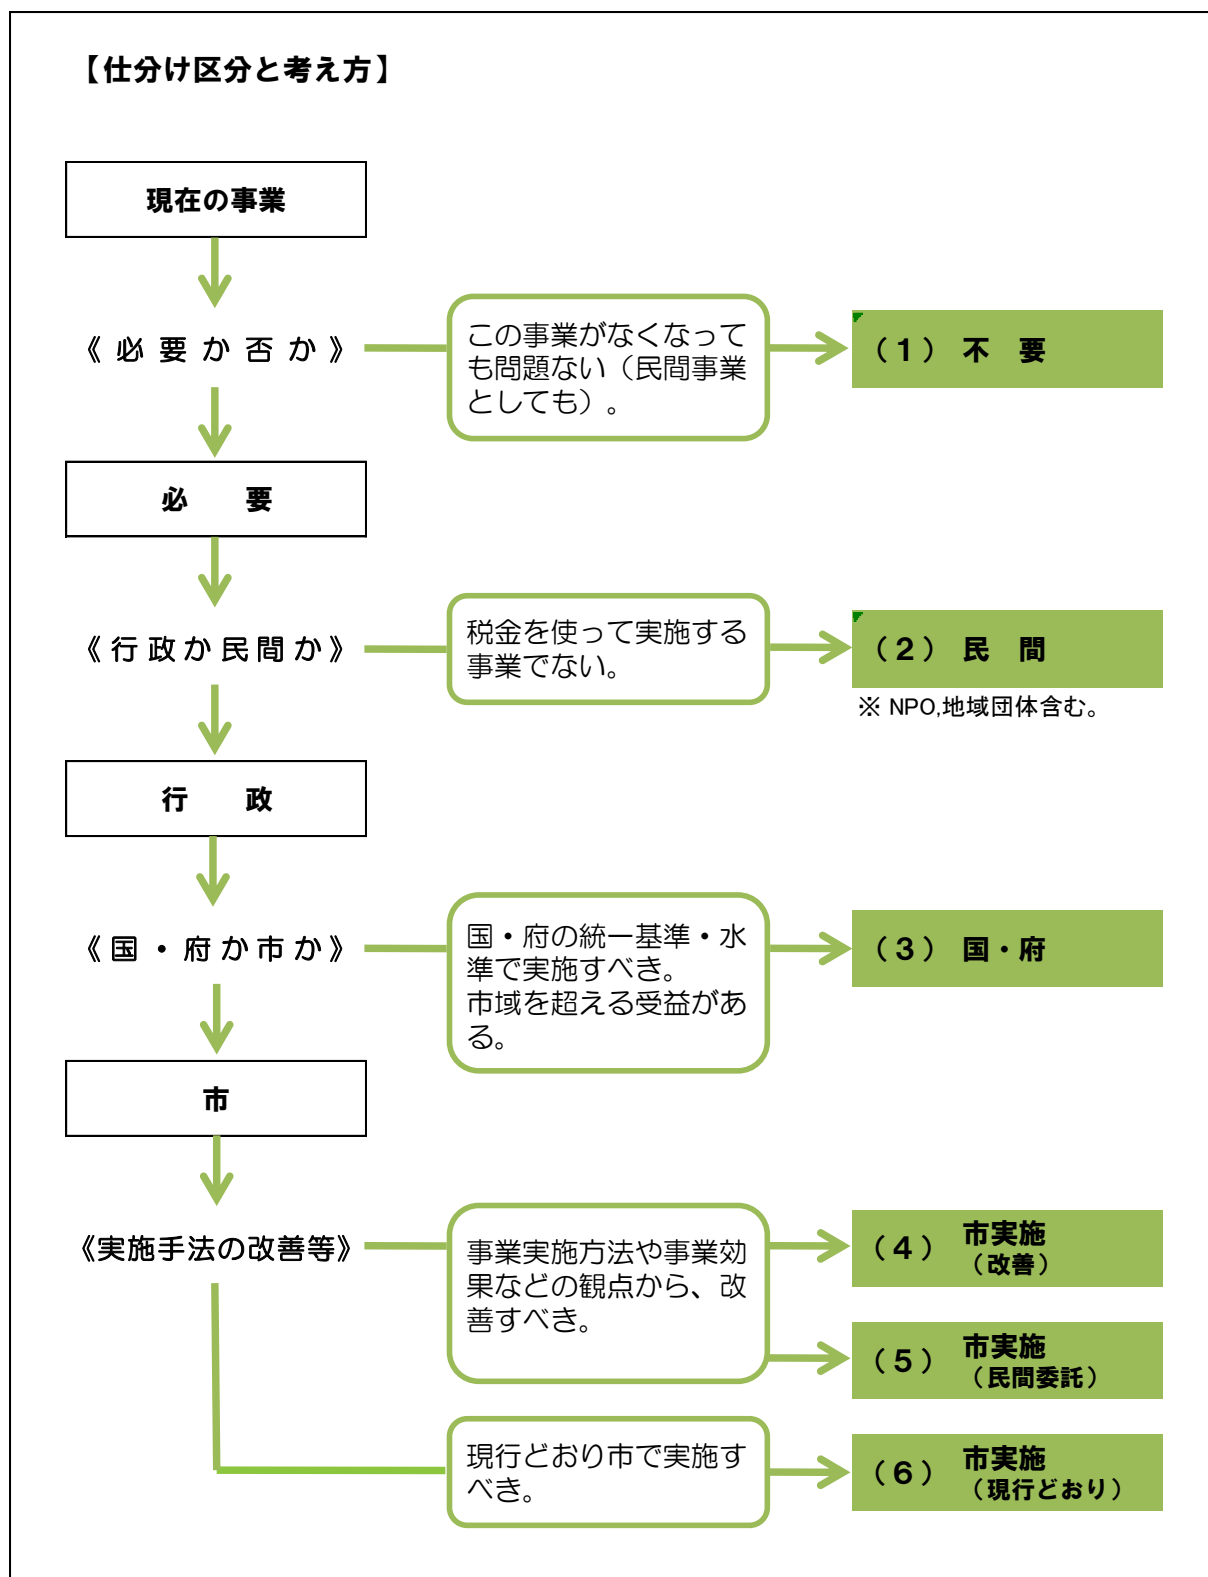 【仕分け区分と考え方】
現在の事業
《必要か否か》
この事業がなくなって
も問題ない（民間事業
としても）。
（１） 不　要
必　　要
《行政か民間か》
税金を使って実施する
事業でない。
（２） 民　間
※ NPO,地域団体含む。
行　　政
《国・府か市か》
国・府の統一基準・水
準で実施すべき。
市域を超える受益があ
る。
（３） 国・府
市
《実施手法の改善等》
事業実施方法や事業効
果などの観点から、改
善すべき。
（４） 市実施
（改善）
（５） 市実施
（民間委託）
現行どおり市で実施す
べき。
（６） 市実施
（現行どおり）